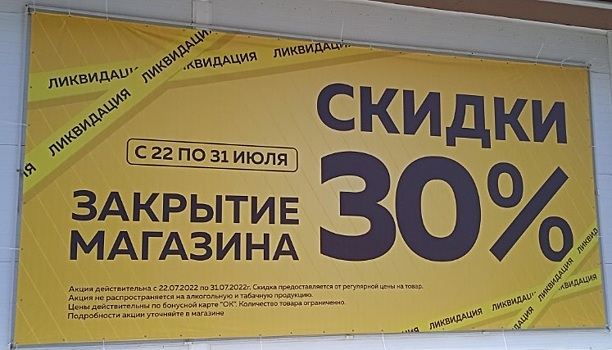 ЛИКВИДАЦИЯ
ЛИКВИДАЦИЯ
ЛИКВИДАЦИЯ
ЛИКВИДАЦИЯ
СКИДКИ
30%
С 22 ПО 31 ИЮЛЯ
ЗАКРЫТИЕ
МАГАЗИНА
Акция действительна с 22.07.2022 по 31.07.2022г. Скидка предоставляется от регулярной цены на товар.
Акция не распространяется на алкогольную и табачную продукцию.
Цены действительны по бонусной карте "ОК". Количество товара ограничено.
Подробности акции уточняйте в магазине
ЛИКВИДАЦИЯ
ЛИКВИДАЦИЯ